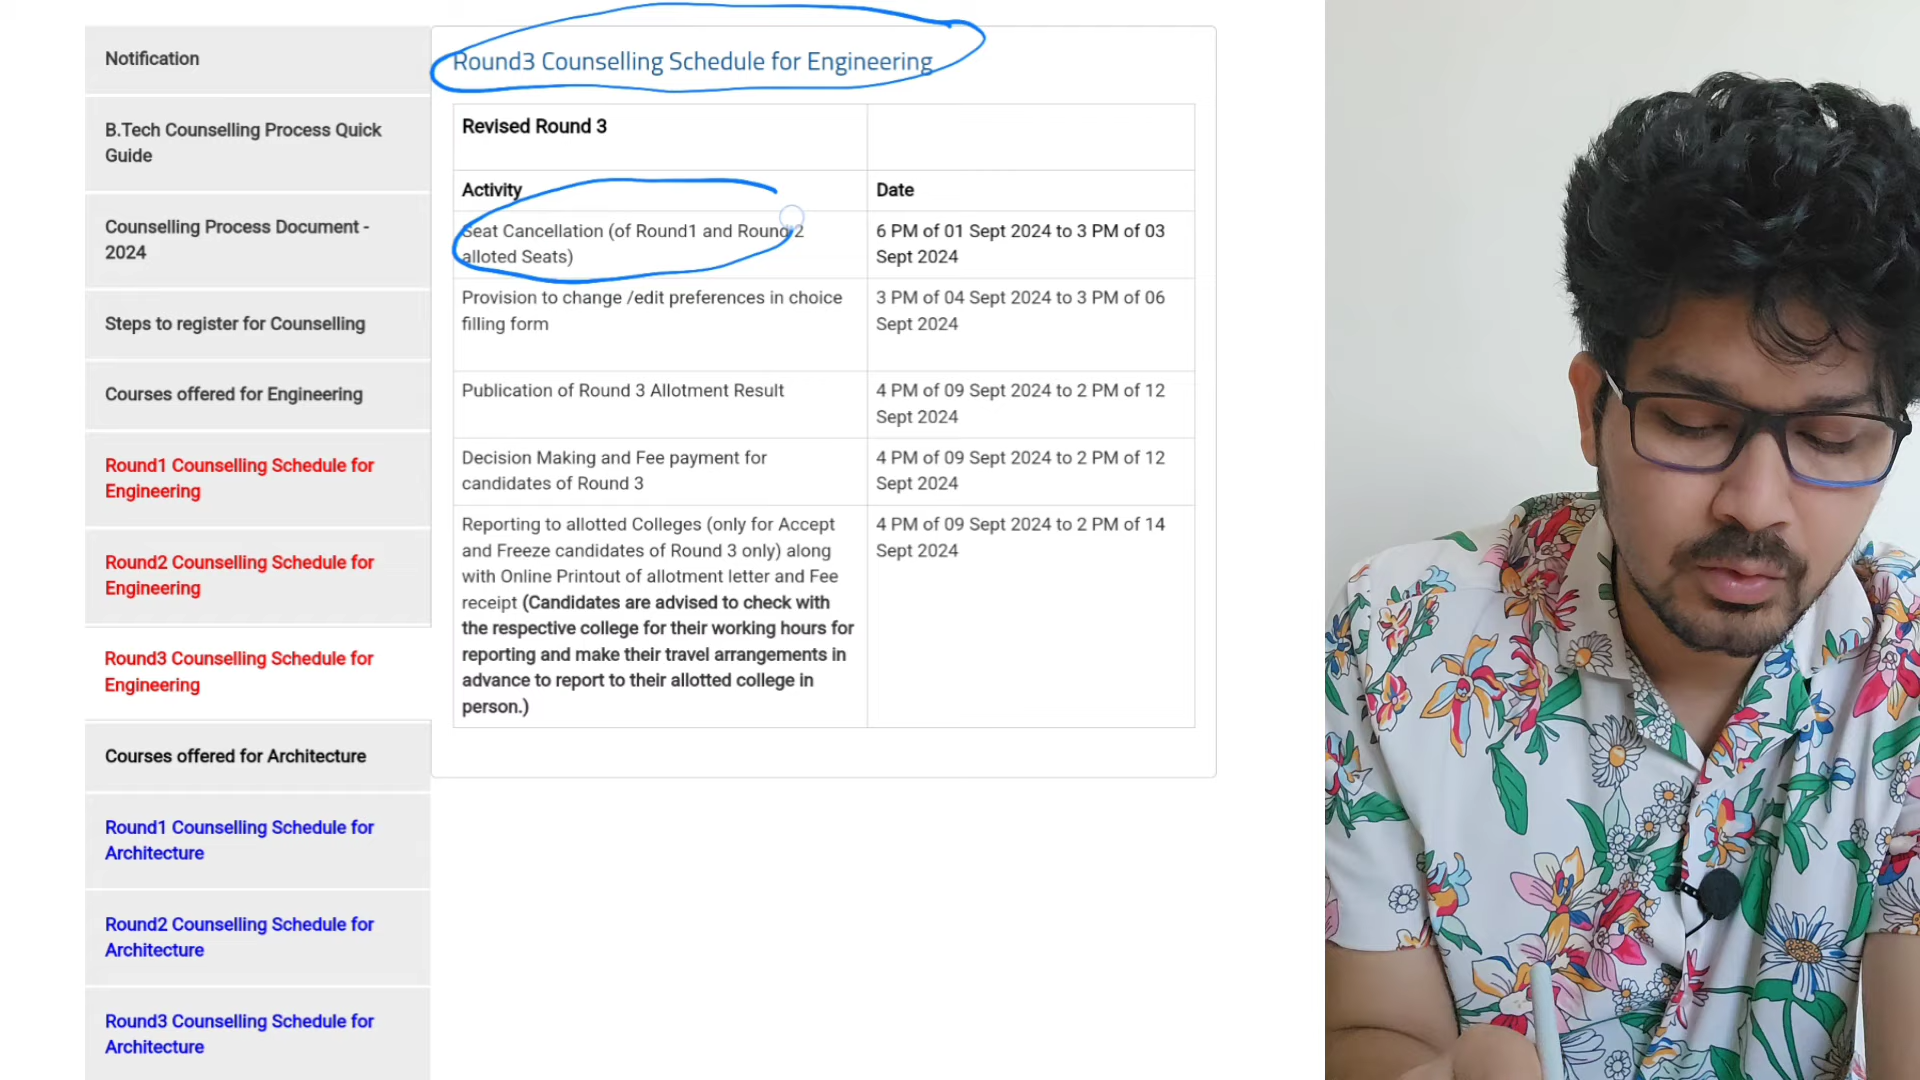 Notification
B.Tech Counselling Process Quick
Guide
Counselling Process Document -
2024
Steps to register for Counselling
Courses offered for Engineering
Round1 Counselling Schedule for
Engineering
Round2 Counselling Schedule for
Engineering
Round3 Counselling Schedule for
Engineering
Courses offered for Architecture
Round1 Counselling Schedule for
Architecture
Round2 Counselling Schedule for
Architecture
Round3 Counselling Schedule for
Architecture
Round3 Counselling Schedule for Engineering
Revised Round 3
Activity
Date
Seat Cancellation (of Round1 and Round 2
alloted Seats)
6 PM of 01 Sept 2024 to 3 PM of 03
Sept 2024
Provision to change /edit preferences in choice
filling form
3 PM of 04 Sept 2024 to 3 PM of 06
Sept 2024
Publication of Round 3 Allotment Result
4 PM of 09 Sept 2024 to 2 PM of 12
Sept 2024
Decision Making and Fee payment for
candidates of Round 3
4 PM of 09 Sept 2024 to 2 PM of 12
Sept 2024
Reporting to allotted Colleges (only for Accept
and Freeze candidates of Round 3 only) along
with Online Printout of allotment letter and Fee
receipt (Candidates are advised to check with
the respective college for their working hours for
reporting and make their travel arrangements in
advance to report to their allotted college in
person.)
4 PM of 09 Sept 2024 to 2 PM of 14
Sept 2024